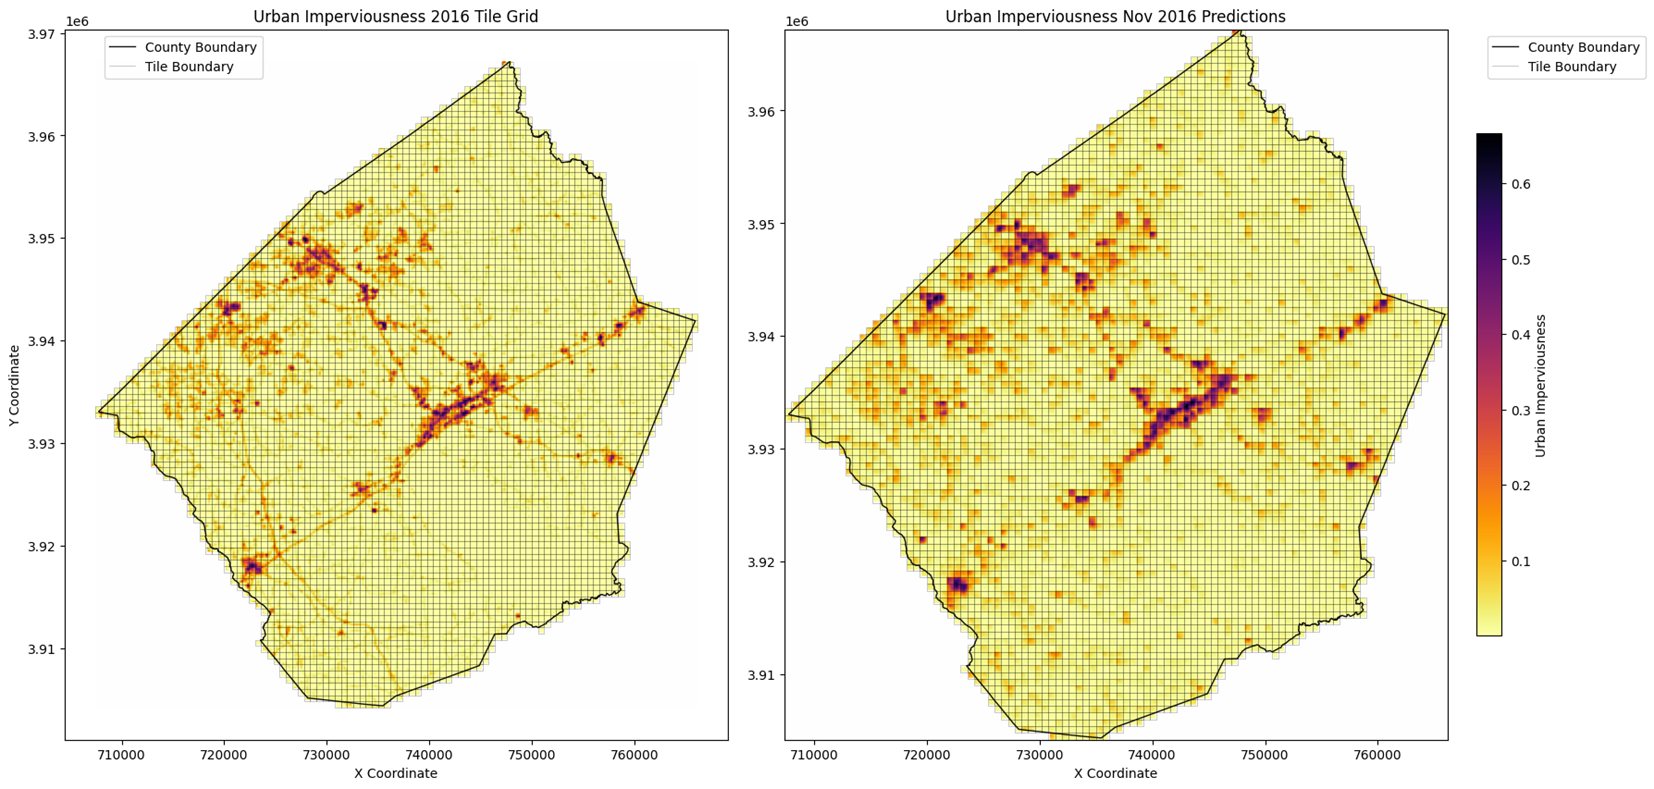 Urban Imperviousness 2016 Tile Grid
1e6
County Boundary
Tile Boundary
3.97
3.96
3.95
3.94
3.93
3.92
3.91
Y Coordinate
710000 720000 730000 740000 750000 760000
X Coordinate
Urban Imperviousness Nov 2016 Predictions
1e6
3.96
3.95
3.94
3.93
3.92
3.91
710000 720000 730000 740000 750000 760000
X Coordinate
County Boundary
Tile Boundary
0.6
0.5
0.4
0.3
0.2
0.1
Urban Imperviousness